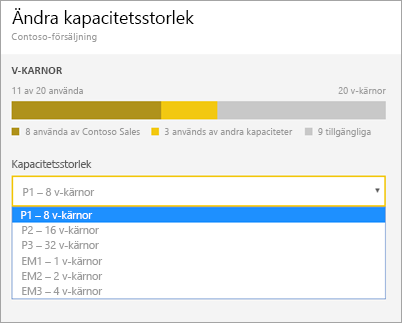 Ändra kapacitetsstorlek
Contoso-försäljning
V-KARNOR
11 av 20 använda 20 v-kärnor
8 använda av Contoso Sales 3 används av andra kapaciteter 9 tillgängliga
Kapacitetsstorlek
P1 – 8 v-kärnor
P1 – 8 v-kärnor
P2 – 16 v-kärnor
P3 – 32 v-kärnor
EM1 – 1 v-kärnor
EM2 – 2 v-kärnor
EM3 – 4 v-kärnor